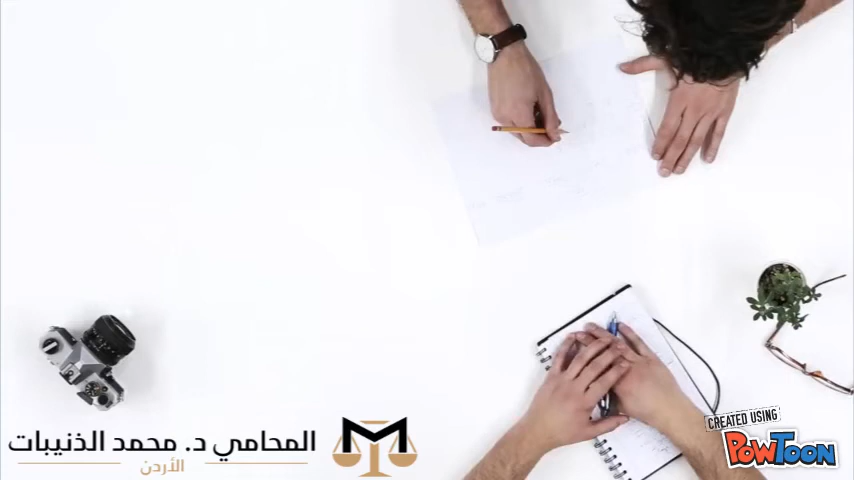 المحامي د. محمد الذنيبات
الأردن
M
CREATED USING
POWTOON